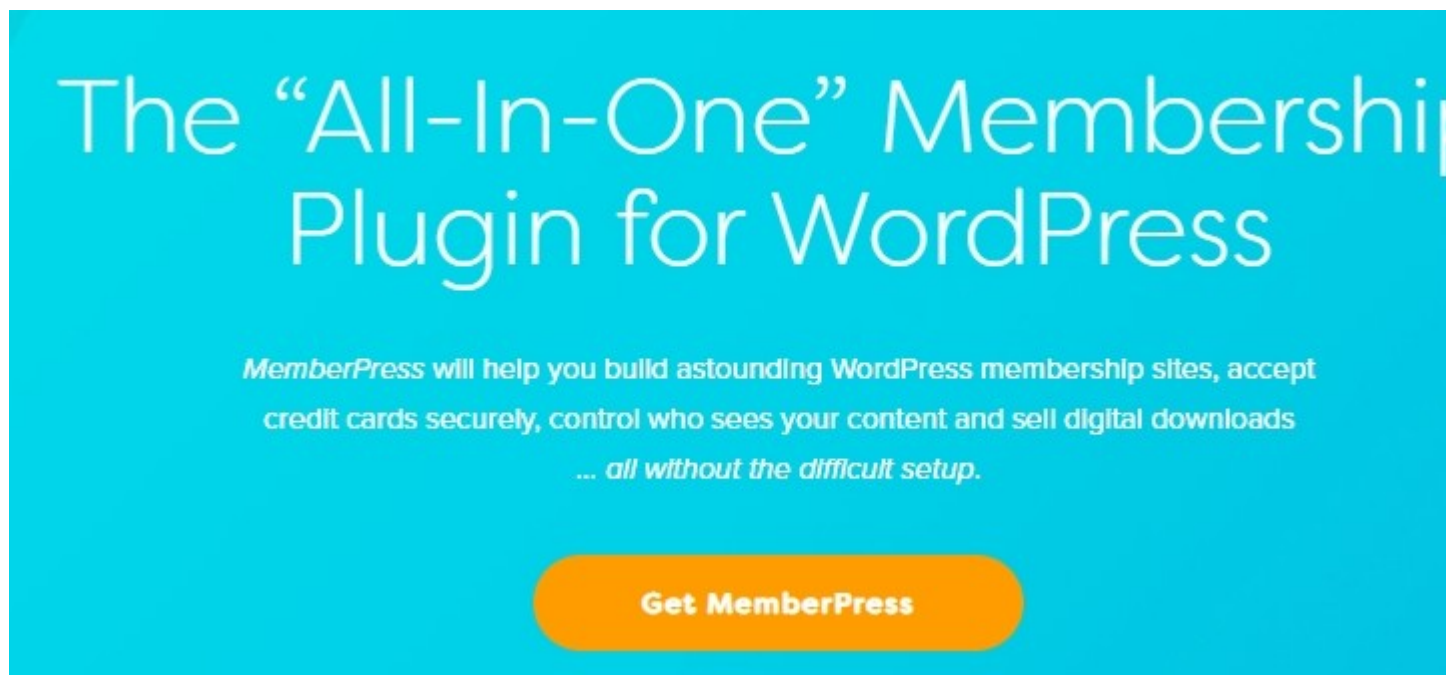 The “All-In-One” Membership
Plugin for WordPress
MemberPress will help you build astounding WordPress membership sites, accept
credit cards securely, control who sees your content and sell digital downloads
... all without the difficult setup.
Get MemberPress